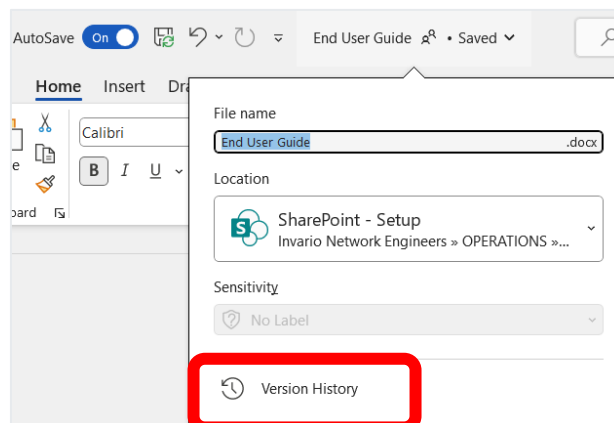 AutoSave On End User Guide • Saved
Home Insert Dr
File name
End User Guide .docx
Calibri
B I U
Location
SharePoint - Setup
Invario Network Engineers » OPERATIONS »...
Sensitivity
No Label
Version History